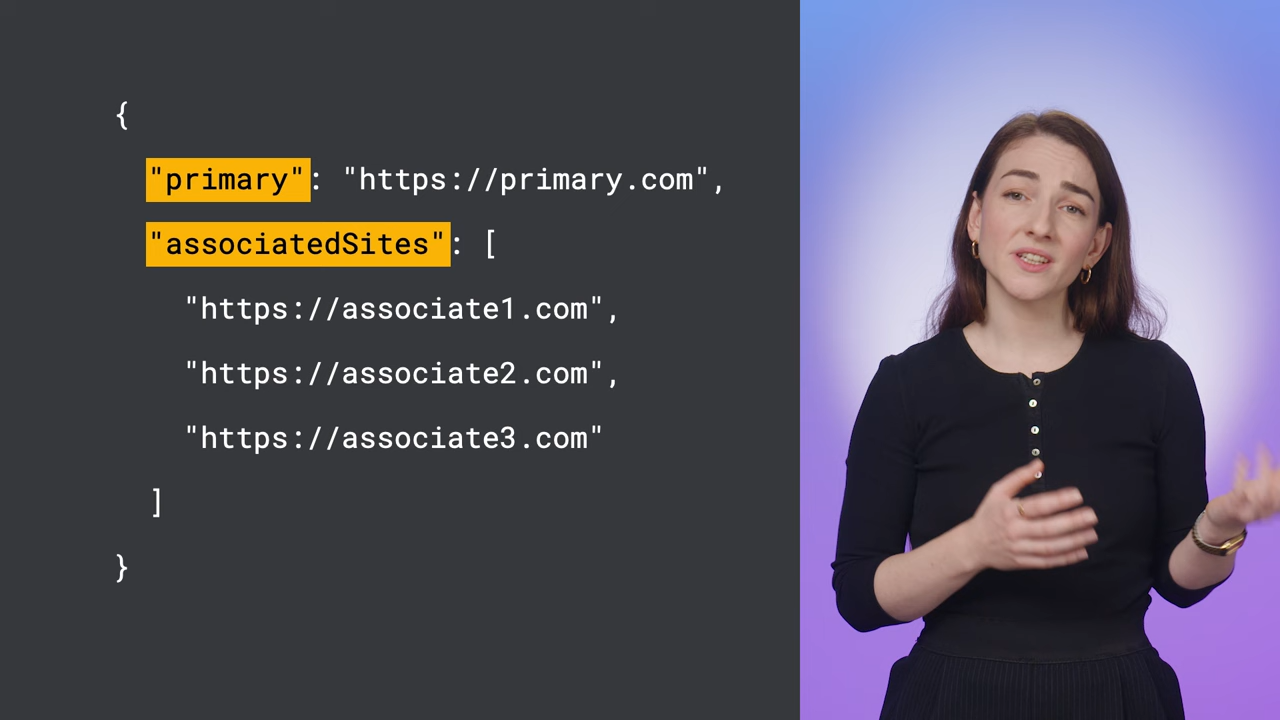 {
"primary": "https://primary.com",
"associatedSites": [
"https://associate1.com",
"https://associate2.com",
"https://associate3.com"
]
}